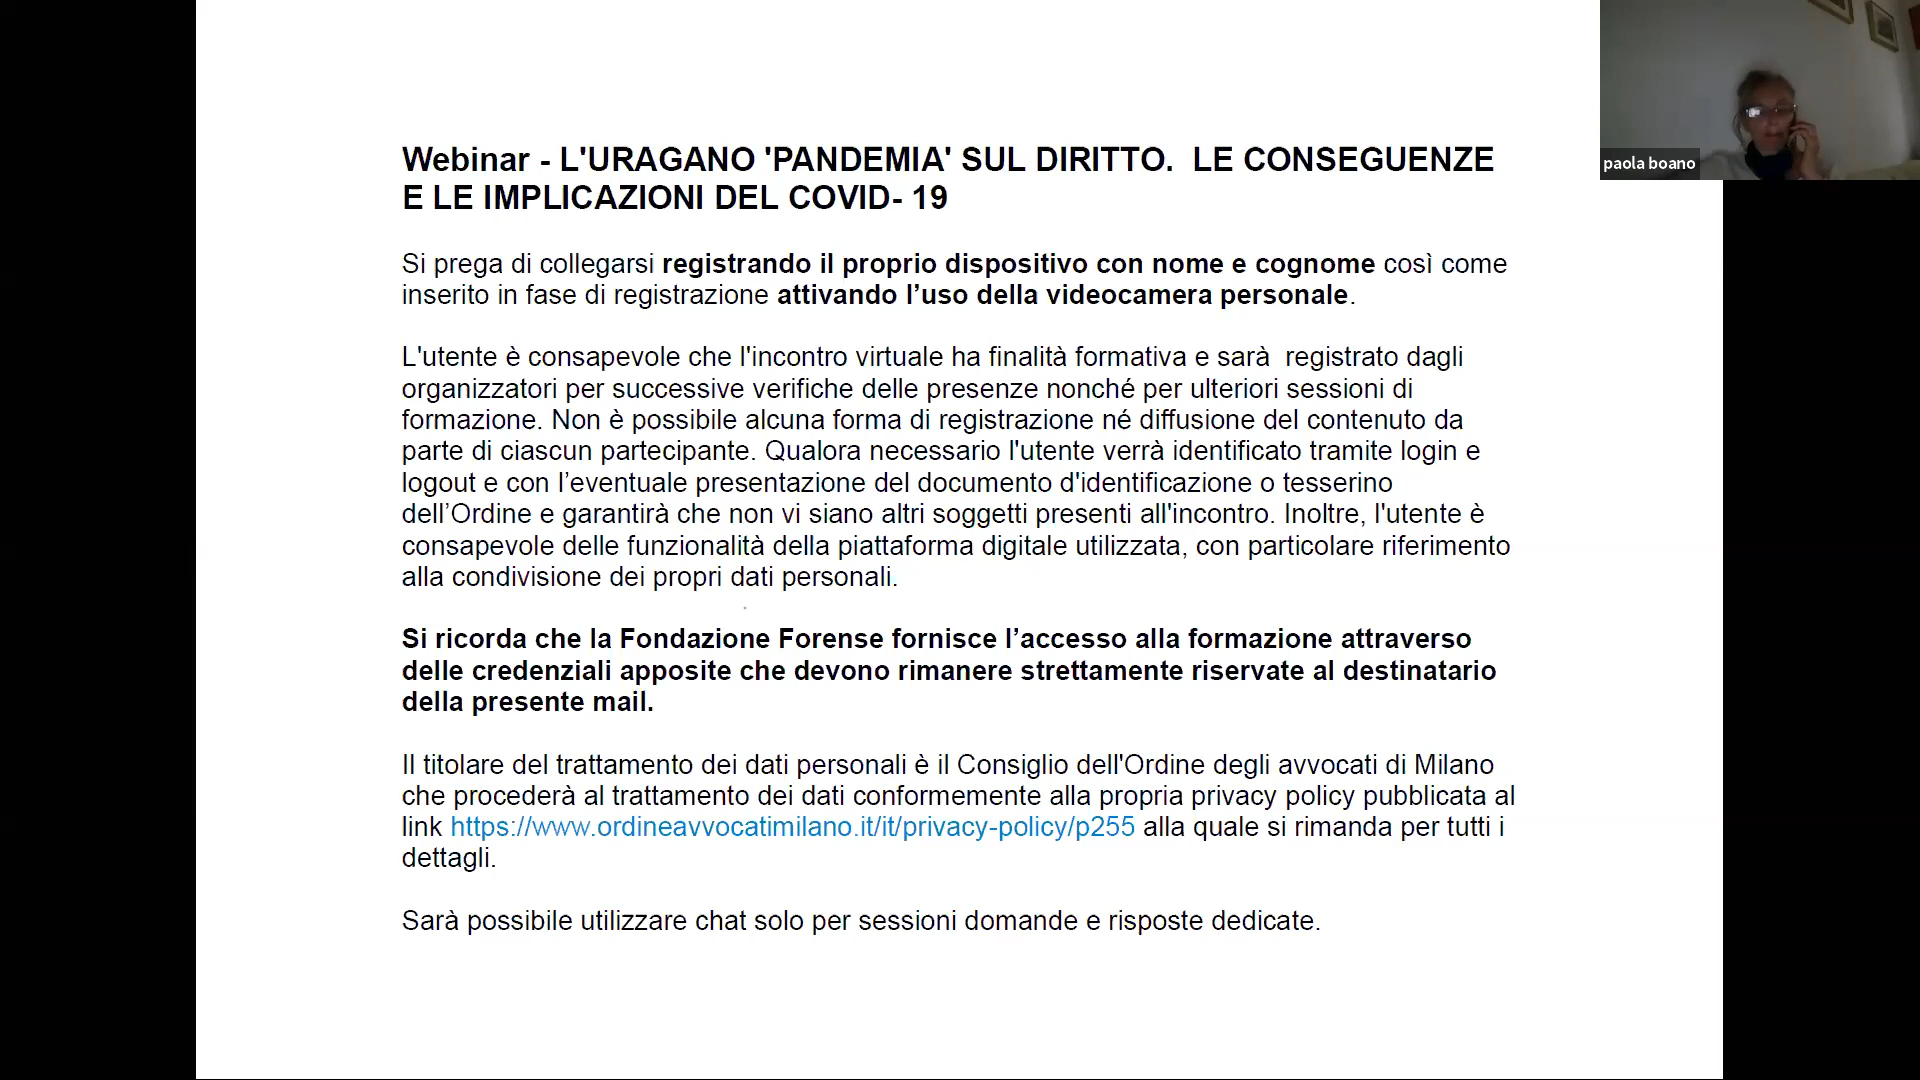 Webinar - L'URAGANO 'PANDEMIA' SUL DIRITTO.  LE CONSEGUENZE
E LE IMPLICAZIONI DEL COVID- 19
Si prega di collegarsi registrando il proprio dispositivo con nome e cognome così come
inserito in fase di registrazione attivando l’uso della videocamera personale.
L'utente è consapevole che l'incontro virtuale ha finalità formativa e sarà  registrato dagli
organizzatori per successive verifiche delle presenze nonché per ulteriori sessioni di
formazione. Non è possibile alcuna forma di registrazione né diffusione del contenuto da
parte di ciascun partecipante. Qualora necessario l'utente verrà identificato tramite login e
logout e con l’eventuale presentazione del documento d'identificazione o tesserino
dell’Ordine e garantirà che non vi siano altri soggetti presenti all'incontro. Inoltre, l'utente è
consapevole delle funzionalità della piattaforma digitale utilizzata, con particolare riferimento
alla condivisione dei propri dati personali.
Si ricorda che la Fondazione Forense fornisce l’accesso alla formazione attraverso
delle credenziali apposite che devono rimanere strettamente riservate al destinatario
della presente mail.
Il titolare del trattamento dei dati personali è il Consiglio dell'Ordine degli avvocati di Milano
che procederà al trattamento dei dati conformemente alla propria privacy policy pubblicata al
link https://www.ordineavvocatimilano.it/it/privacy-policy/p255 alla quale si rimanda per tutti i
dettagli.
Sarà possibile utilizzare chat solo per sessioni domande e risposte dedicate.
paola boano